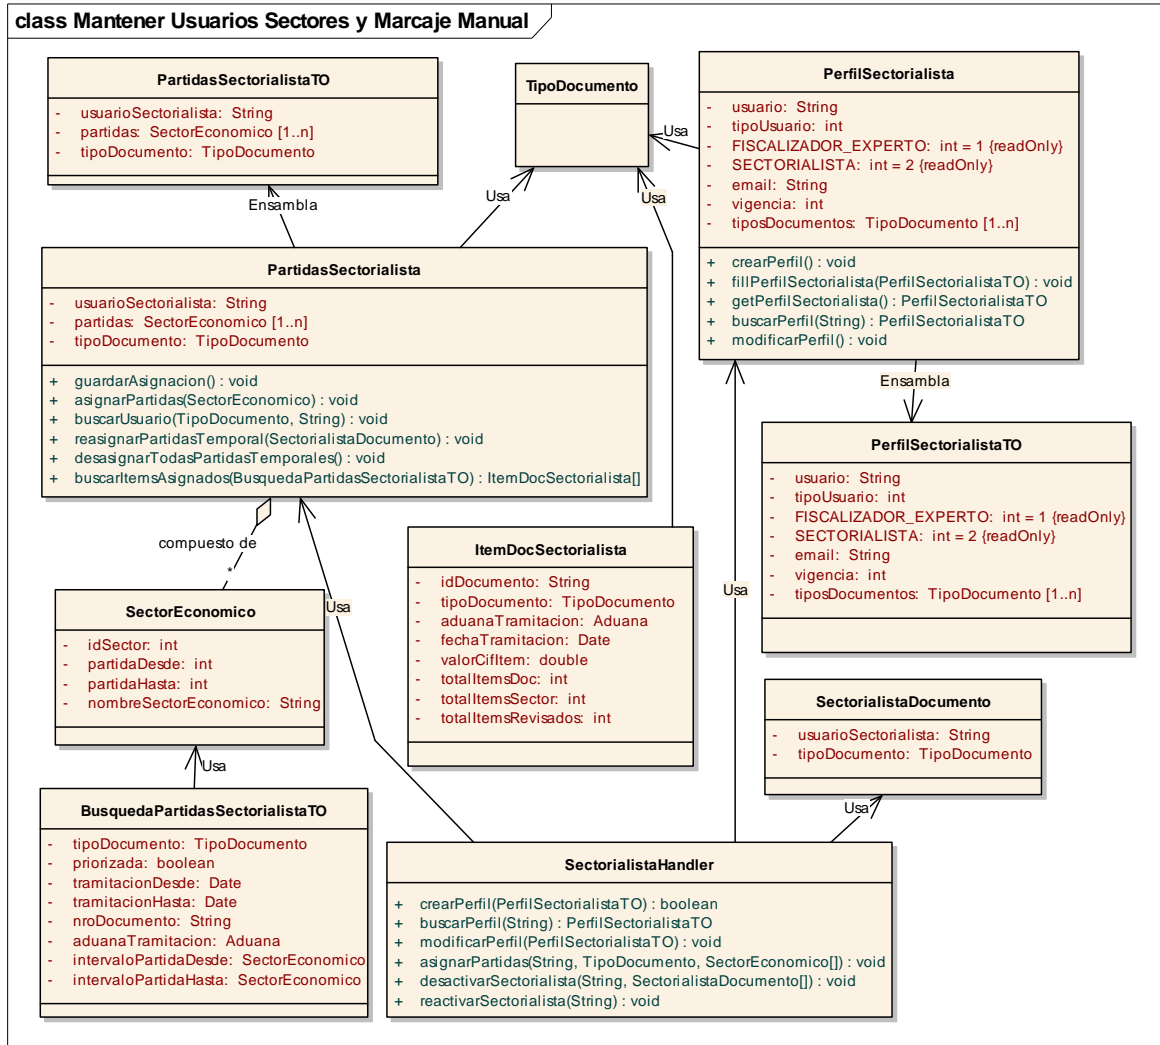 class Mantener Usuarios Sectores y Marcaje Manual
PartidasSectorialistaTO
- usuarioSectorialista: String
- partidas: SectorEconomico [1..n]
- tipoDocumento: TipoDocumento
TipoDocumento
PerfilSectorialista
- usuario: String
- tipoUsuario: int
- FISCALIZADOR_EXPERTO: int = 1 {readOnly}
- SECTORIALISTA: int = 2 {readOnly}
- email: String
- vigencia: int
- tiposDocumentos: TipoDocumento [1..n]
+ crearPerfil() : void
+ fillPerfilSectorialista(PerfilSectorialistaTO) : void
+ getPerfilSectorialista() : PerfilSectorialistaTO
+ buscarPerfil(String) : PerfilSectorialistaTO
+ modificarPerfil() : void
Usa
Usa
Usa
Ensambla
PartidasSectorialista
- usuarioSectorialista: String
- partidas: SectorEconomico [1..n]
- tipoDocumento: TipoDocumento
+ guardarAsignacion() : void
+ asignarPartidas(SectorEconomico) : void
+ buscarUsuario(TipoDocumento, String) : void
+ reasignarPartidasTemporal(SectorialistaDocumento) : void
+ desasignarTodasPartidasTemporales() : void
+ buscarItemsAsignados(BusquedaPartidasSectorialistaTO) : ItemDocSectorialista[]
Ensambla
PerfilSectorialistaTO
- usuario: String
- tipoUsuario: int
- FISCALIZADOR_EXPERTO: int = 1 {readOnly}
- SECTORIALISTA: int = 2 {readOnly}
- email: String
- vigencia: int
- tiposDocumentos: TipoDocumento [1..n]
compuesto de
*
ItemDocSectorialista
- idDocumento: String
- tipoDocumento: TipoDocumento
- aduanaTramitacion: Aduana
- fechaTramitacion: Date
- valorCifItem: double
- totalItemsDoc: int
- totalItemsSector: int
- totalItemsRevisados: int
Usa
Usa
SectorEconomico
- idSector: int
- partidaDesde: int
- partidaHasta: int
- nombreSectorEconomico: String
SectorialistaDocumento
- usuarioSectorialista: String
- tipoDocumento: TipoDocumento
Usa
Usa
BusquedaPartidasSectorialistaTO
- tipoDocumento: TipoDocumento
- priorizada: boolean
- tramitacionDesde: Date
- tramitacionHasta: Date
- nroDocumento: String
- aduanaTramitacion: Aduana
- intervaloPartidaDesde: SectorEconomico
- intervaloPartidaHasta: SectorEconomico
SectorialistaHandler
+ crearPerfil(PerfilSectorialistaTO) : boolean
+ buscarPerfil(String) : PerfilSectorialistaTO
+ modificarPerfil(PerfilSectorialistaTO) : void
+ asignarPartidas(String, TipoDocumento, SectorEconomico[]) : void
+ desactivarSectorialista(String, SectorialistaDocumento[]) : void
+ reactivarSectorialista(String) : void